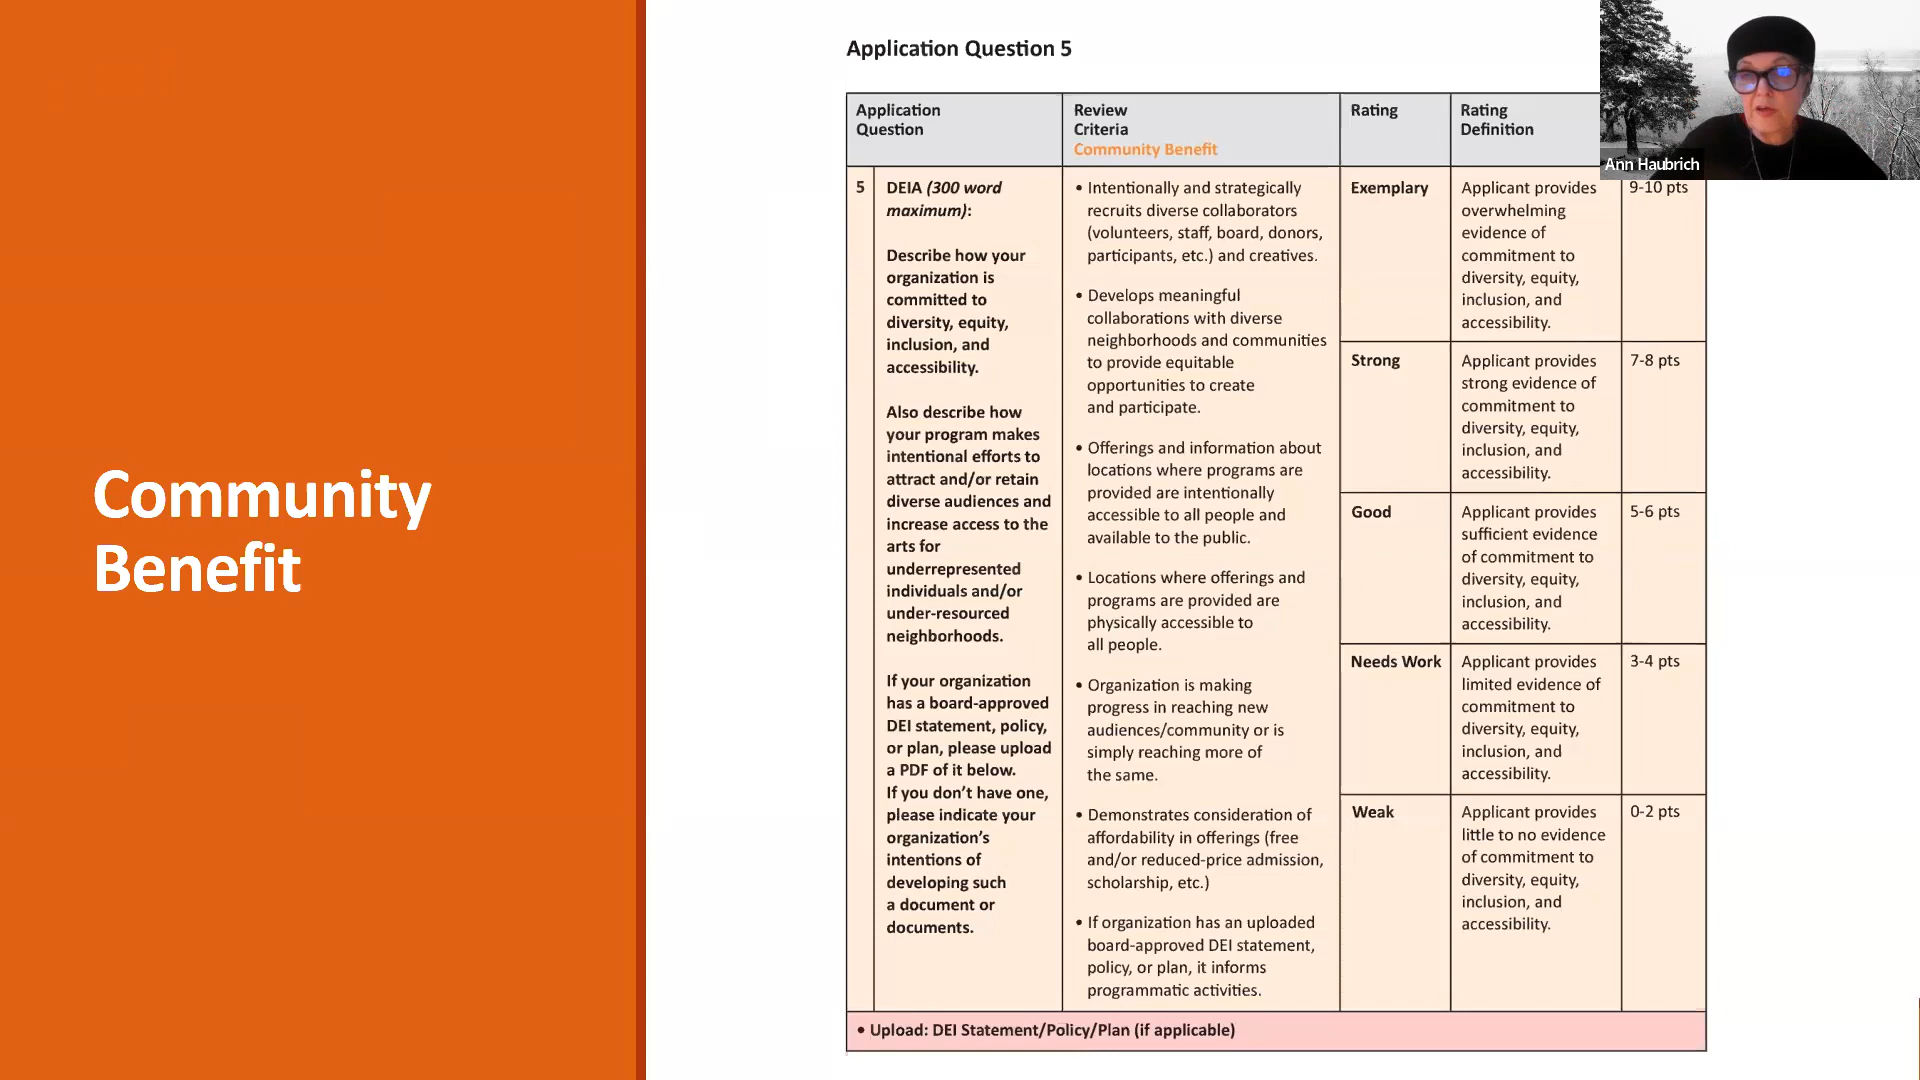 Community
Benefit
Application Question 5
Application
Question
Review
Criteria
Community Benefit
Rating
Rating
Definition
Ann Haubrich
5
DEIA (300 word
maximum):
Describe how your
organization is
committed to
diversity, equity,
inclusion, and
accessibility.
Also describe how
your program makes
intentional efforts to
attract and/or retain
diverse audiences and
increase access to the
arts for
underrepresented
individuals and/or
under-resourced
neighborhoods.
If your organization
has a board-approved
DEI statement, policy,
or plan, please upload
a PDF of it below.
If you don’t have one,
please indicate your
organization’s
intentions of
developing such
a document or
documents.
• Intentionally and strategically
recruits diverse collaborators
(volunteers, staff, board, donors,
participants, etc.) and creatives.
• Develops meaningful
collaborations with diverse
neighborhoods and communities
to provide equitable
opportunities to create
and participate.
• Offerings and information about
locations where programs are
provided are intentionally
accessible to all people and
available to the public.
• Locations where offerings and
programs are provided are
physically accessible to
all people.
• Organization is making
progress in reaching new
audiences/community or is
simply reaching more of
the same.
• Demonstrates consideration of
affordability in offerings (free
and/or reduced-price admission,
scholarship, etc.)
• If organization has an uploaded
board-approved DEI statement,
policy, or plan, it informs
programmatic activities.
Exemplary
Applicant provides
overwhelming
evidence of
commitment to
diversity, equity,
inclusion, and
accessibility.
9-10 pts
Strong
Applicant provides
strong evidence of
commitment to
diversity, equity,
inclusion, and
accessibility.
7-8 pts
Good
Applicant provides
sufficient evidence
of commitment to
diversity, equity,
inclusion, and
accessibility.
5-6 pts
Needs Work
Applicant provides
limited evidence of
commitment to
diversity, equity,
inclusion, and
accessibility.
3-4 pts
Weak
Applicant provides
little to no evidence
of commitment to
diversity, equity,
inclusion, and
accessibility.
0-2 pts
• Upload: DEI Statement/Policy/Plan (if applicable)